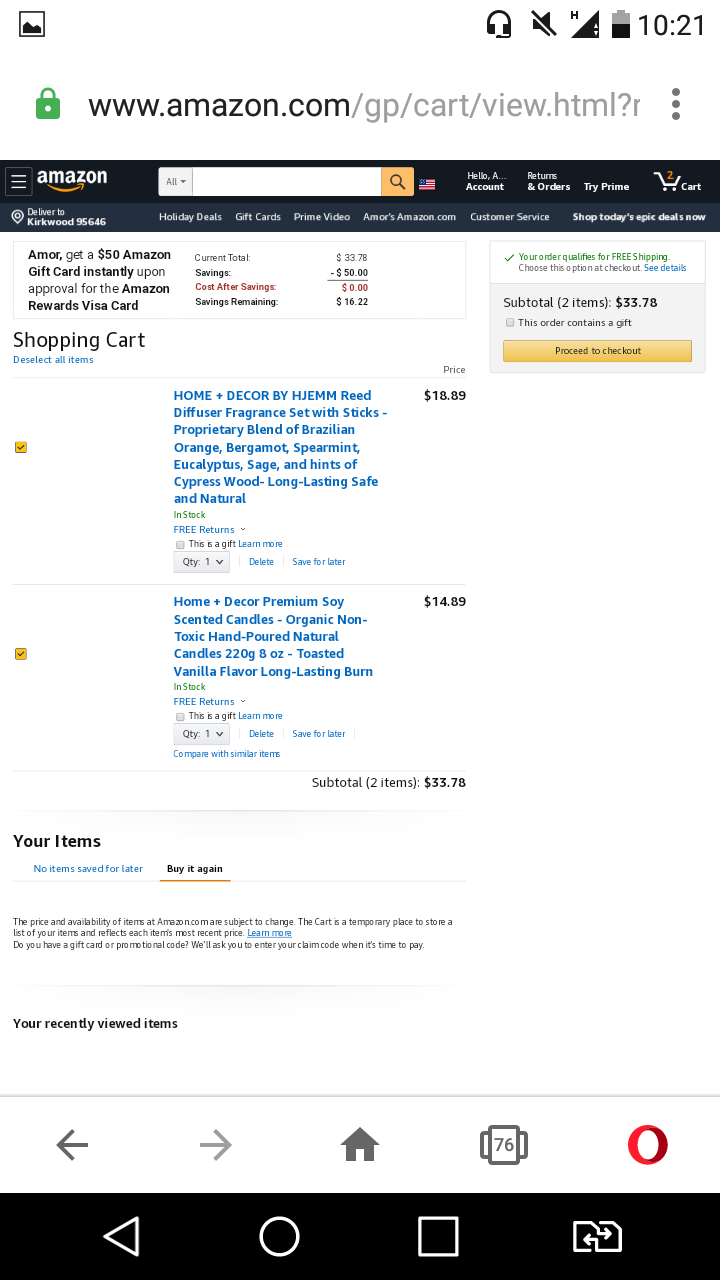 H 10:21
www.amazon.com/gp/cart/view.html?r
amazon
All
Hello, A...
Account
Returns
& Orders
Try Prime
2
Cart
Deliver to
Kirkwood 95646
Holiday Deals Gift Cards Prime Video Amor's Amazon.com Customer Service Shop today's epic deals now
Amor, get a $50 Amazon
Gift Card instantly upon
approval for the Amazon
Rewards Visa Card
Current Total: $ 33.78
Savings: - $ 50.00
Cost After Savings: $ 0.00
Savings Remaining: $ 16.22
Your order qualifies for FREE Shipping.
Choose this option at checkout. See details
Subtotal (2 items): $33.78
This order contains a gift
Proceed to checkout
Shopping Cart
Deselect all items
Price
HOME + DECOR BY HJEMM Reed $18.89
Diffuser Fragrance Set with Sticks -
Proprietary Blend of Brazilian
Orange, Bergamot, Spearmint,
Eucalyptus, Sage, and hints of
Cypress Wood- Long-Lasting Safe
and Natural
In Stock
FREE Returns
This is a gift Learn more
Qty: 1 Delete Save for later
Home + Decor Premium Soy $14.89
Scented Candles - Organic Non-
Toxic Hand-Poured Natural
Candles 220g 8 oz - Toasted
Vanilla Flavor Long-Lasting Burn
In Stock
FREE Returns
This is a gift Learn more
Qty: 1 Delete Save for later
Compare with similar items
Subtotal (2 items): $33.78
Your Items
No items saved for later Buy it again
The price and availability of items at Amazon.com are subject to change. The Cart is a temporary place to store a
list of your items and reflects each item's most recent price. Learn more
Do you have a gift card or promotional code? We'll ask you to enter your claim code when it's time to pay.
Your recently viewed items
76